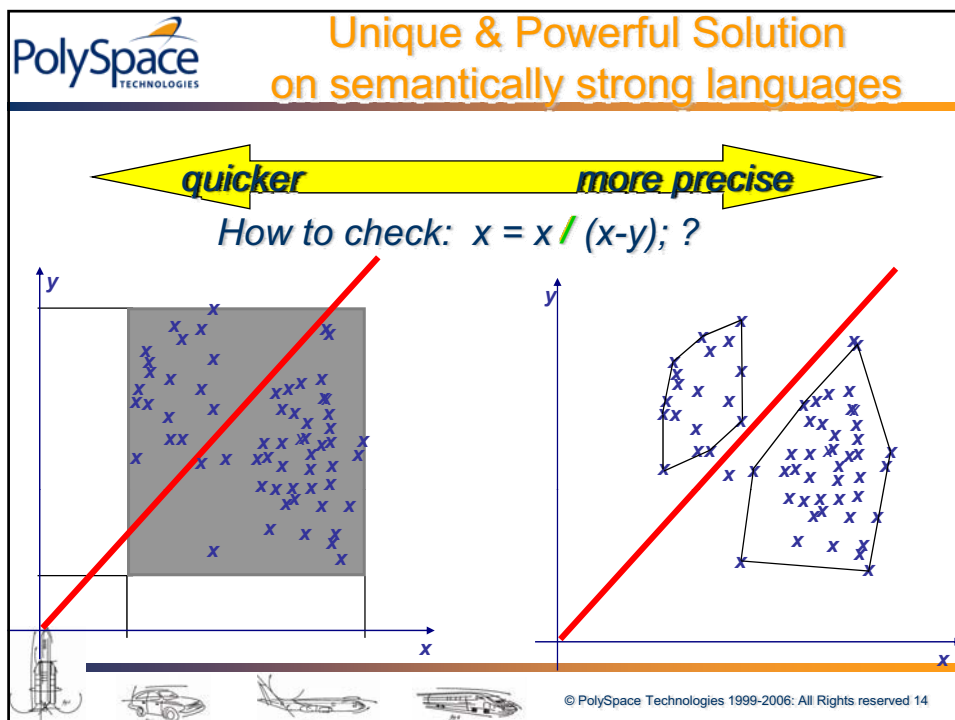 PolySpace
TECHNOLOGIES
Unique & Powerful Solution
on semantically strong languages
quicker more precise
How to check: x = x / (x-y); ?
y
x
y
x
© PolySpace Technologies 1999-2006: All Rights reserved 14